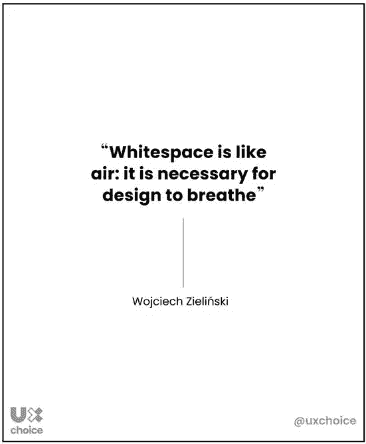 “Whitespace is like
air: it is necessary for
design to breathe”
Wojciech Zieliński
UX
choice
@uxchoice